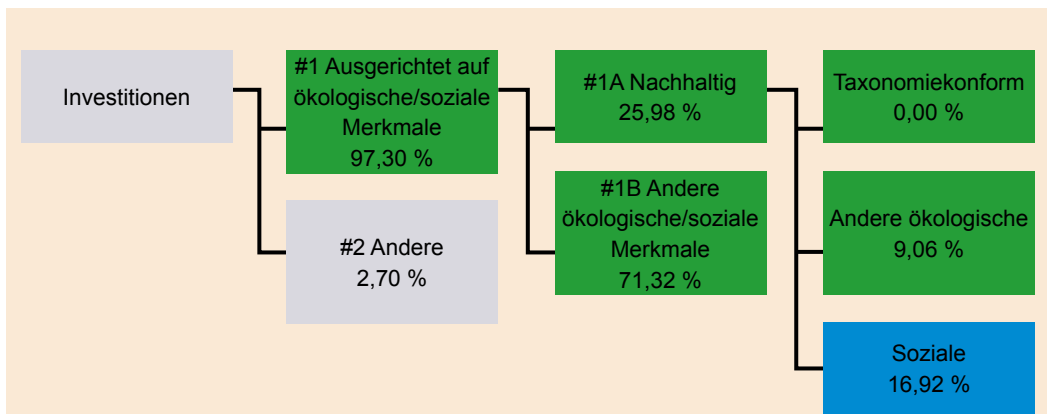 Investitionen
#1 Ausgerichtet auf
ökologische/soziale
Merkmale
97,30 %
#2 Andere
2,70 %
#1A Nachhaltig
25,98 %
#1B Andere
ökologische/soziale
Merkmale
71,32 %
Taxonomiekonform
0,00 %
Andere ökologische
9,06 %
Soziale
16,92 %